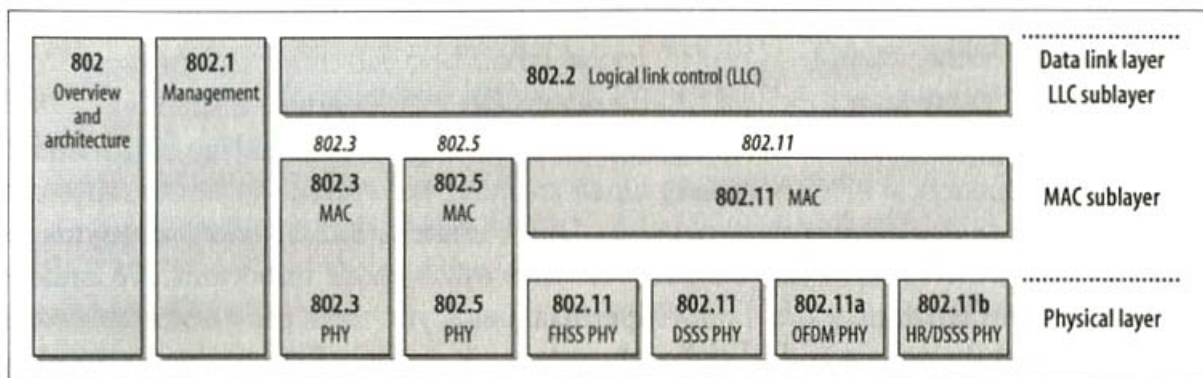 802
Overview
and
architecture
802.1
Management
802.2 Logical link control (LLC)
Data link layer
LLC sublayer
802.3
802.5
802.11
802.3
MAC
802.5
MAC
802.11 MAC
MAC sublayer
802.3
PHY
802.5
PHY
802.11
FHSS PHY
802.11
DSSS PHY
802.11a
OFDM PHY
802.11b
HR/DSSS PHY
Physical layer